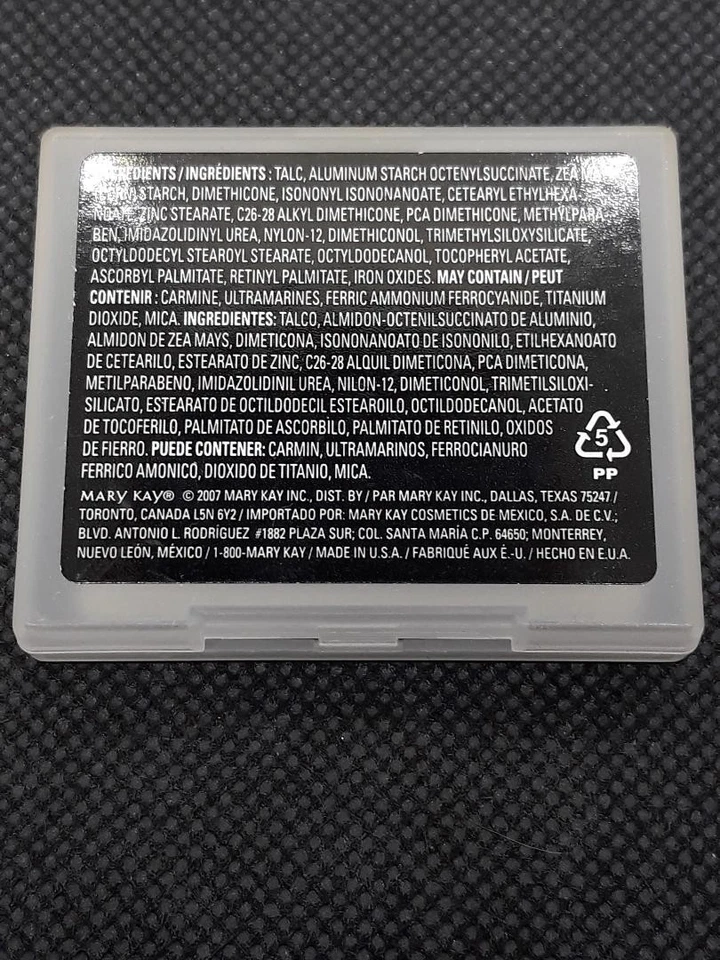 INGREDIENTS / INGRÉDIENTS : TALC, ALUMINUM STARCH OCTENYLSUCCINATE, ZEA
STARCH, DIMETHICONE, ISONONYL ISONONANOATE, CETEARYL ETHYLHEXA-
NOATE, ZINC STEARATE, C26-28 ALKYL DIMETHICONE, PCA DIMETHICONE, METHYLPARA-
BEN, IMIDAZOLIDINYL UREA, NYLON-12, DIMETHICONOL, TRIMETHYLSILOXYSILICATE,
OCTYLDODECYL STEAROYL STEARATE, OCTYLDODECANOL, TOCOPHERYL ACETATE,
ASCORBYL PALMITATE, RETINYL PALMITATE, IRON OXIDES. MAY CONTAIN / PEUT
CONTENIR : CARMINE, ULTRAMARINES, FERRIC AMMONIUM FERROCYANIDE, TITANIUM
DIOXIDE, MICA. INGREDIENTES: TALCO, ALMIDON-OCTENILSUCCINATO DE ALUMINIO,
ALMIDON DE ZEA MAYS, DIMETICONA, ISONONANOATO DE ISONONILO, ETILHEXANOATO
DE CETEARILO, ESTEARATO DE ZINC, C26-28 ALQUIL DIMETICONA, PCA DIMETICONA,
METILPARABENO, IMIDAZOLIDINIL UREA, NILON-12, DIMETICONOL, TRIMETILSILOXI-
SILICATO, ESTEARATO DE OCTILDODECIL ESTEAROILO, OCTILDODECANOL, ACETATO
DE TOCOFERILO, PALMITATO DE ASCORBILO, PALMITATO DE RETINILO, OXIDOS
DE FIERRO. PUEDE CONTENER: CARMIN, ULTRAMARINOS, FERROCIANURO
FERRICO AMONICO, DIOXIDO DE TITANIO, MICA.
5
PP
MARY KAY® © 2007 MARY KAY INC., DIST. BY / PAR MARY KAY INC., DALLAS, TEXAS 75247 /
TORONTO, CANADA L5N 6Y2 / IMPORTADO POR: MARY KAY COSMETICS DE MEXICO, S.A. DE C.V.;
BLVD. ANTONIO L. RODRÍGUEZ #1882 PLAZA SUR; COL. SANTA MARÍA C.P. 64650; MONTERREY,
NUEVO LEÓN, MÉXICO / 1-800-MARY KAY / MADE IN U.S.A. / FABRIQUÉ AUX É.-U. / HECHO EN E.U.A.